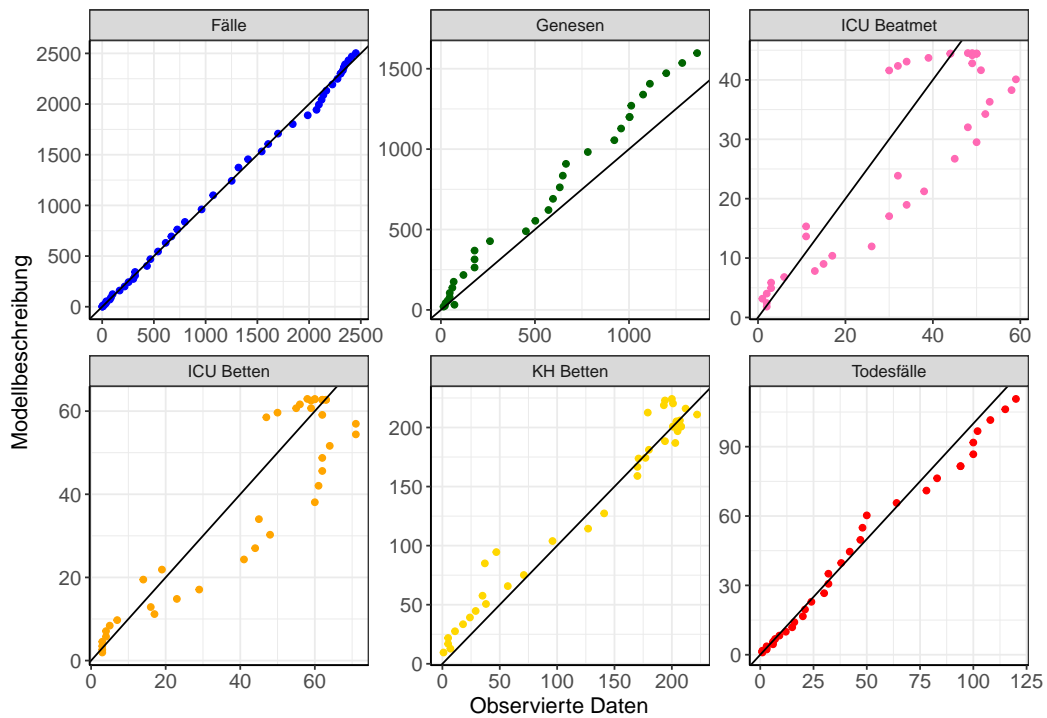 Fälle
Genesen
ICU Beatmet
2500
2000
1500
1000
500
0
0 500 1000 1500 2000 2500
1500
1000
500
0
0 500 1000
40
30
20
10
0
0 20 40 60
Modellbeschreibung
ICU Betten
KH Betten
Todesfälle
60
40
20
0
0 20 40 60
200
150
100
50
0
0 50 100 150 200
90
60
30
0
0 25 50 75 100 125
Observierte Daten